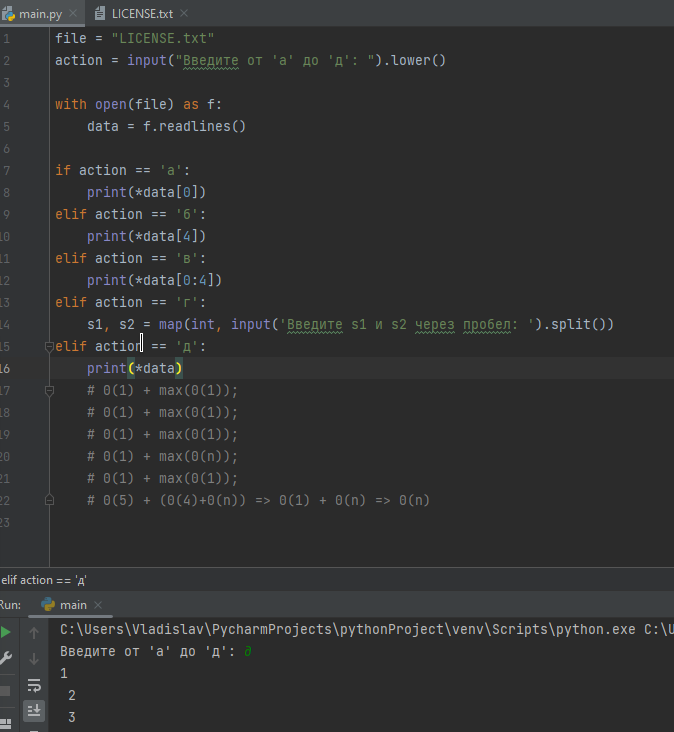 main.py LICENSE.txt
1 file = "LICENSE.txt"
2 action = input("Введите от 'а' до 'д': ").lower()
3
4 with open(file) as f:
5 data = f.readlines()
6
7 if action == 'а':
8 print(*data[0])
9 elif action == 'б':
10 print(*data[4])
11 elif action == 'в':
12 print(*data[0:4])
13 elif action == 'г':
14 s1, s2 = map(int, input('Введите s1 и s2 через пробел: ').split())
15 elif action == 'д':
16 print(*data)
17 # O(1) + max(O(1));
18 # O(1) + max(O(1));
19 # O(1) + max(O(1));
20 # O(1) + max(O(n));
21 # O(1) + max(O(1));
22 # O(5) + (O(4)+O(n)) => O(1) + O(n) => O(n)
23
elif action == 'д'
Run: main
C:\Users\Vladislav\PycharmProjects\pythonProject\venv\Scripts\python.exe C:\U
Введите от 'а' до 'д': д
1
2
3